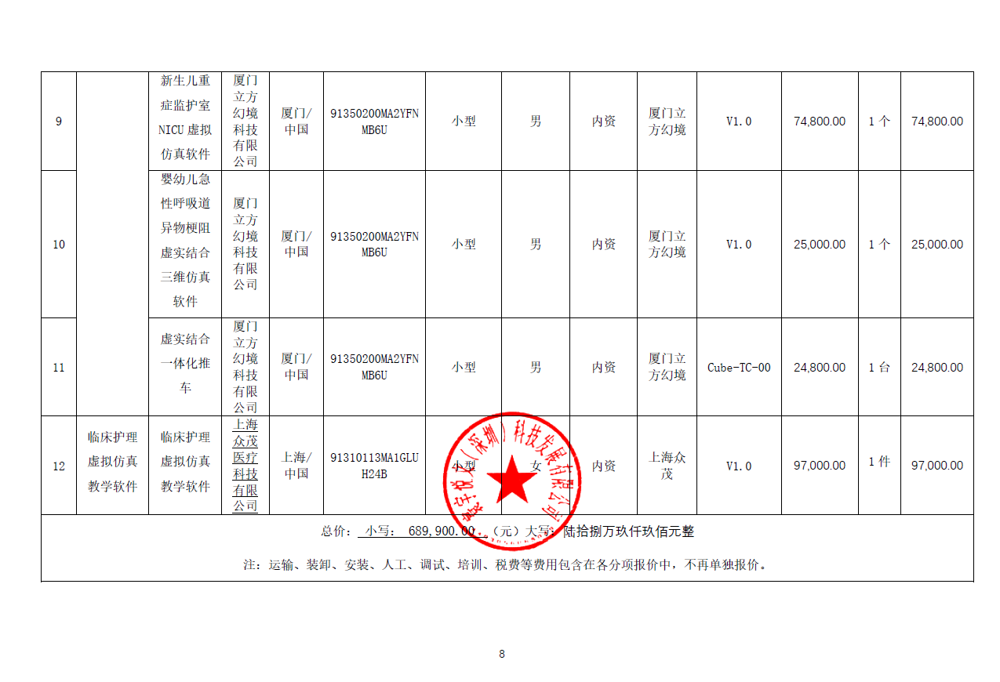 9
新生儿重
症监护室
NICU 虚拟
仿真软件
厦门
立方
幻境
科技
有限
公司
厦门/
中国
91350200MA2YFN
MB6U
小型
男
内资
厦门立
方幻境
V1.0
74,800.00
1 个
74,800.00
10
婴幼儿急
性呼吸道
异物梗阻
虚实结合
三维仿真
软件
厦门
立方
幻境
科技
有限
公司
厦门/
中国
91350200MA2YFN
MB6U
小型
男
内资
厦门立
方幻境
V1.0
25,000.00
1 个
25,000.00
11
虚实结合
一体化推
车
厦门
立方
幻境
科技
有限
公司
厦门/
中国
91350200MA2YFN
MB6U
小型
男
内资
厦门立
方幻境
Cube-TC-00
24,800.00
1 台
24,800.00
12
临床护理
虚拟仿真
教学软件
临床护理
虚拟仿真
教学软件
上海
众茂
医疗
科技
有限
公司
上海/
中国
91310113MA1GLU
H24B
小型
女
内资
上海众
茂
V1.0
97,000.00
1 件
97,000.00
（深圳）科技发展有限公司
总价： 小写： 689,900.00 （元）大写：陆拾捌万玖仟玖佰元整
注：运输、装卸、安装、人工、调试、培训、税费等费用包含在各分项报价中，不再单独报价。
8